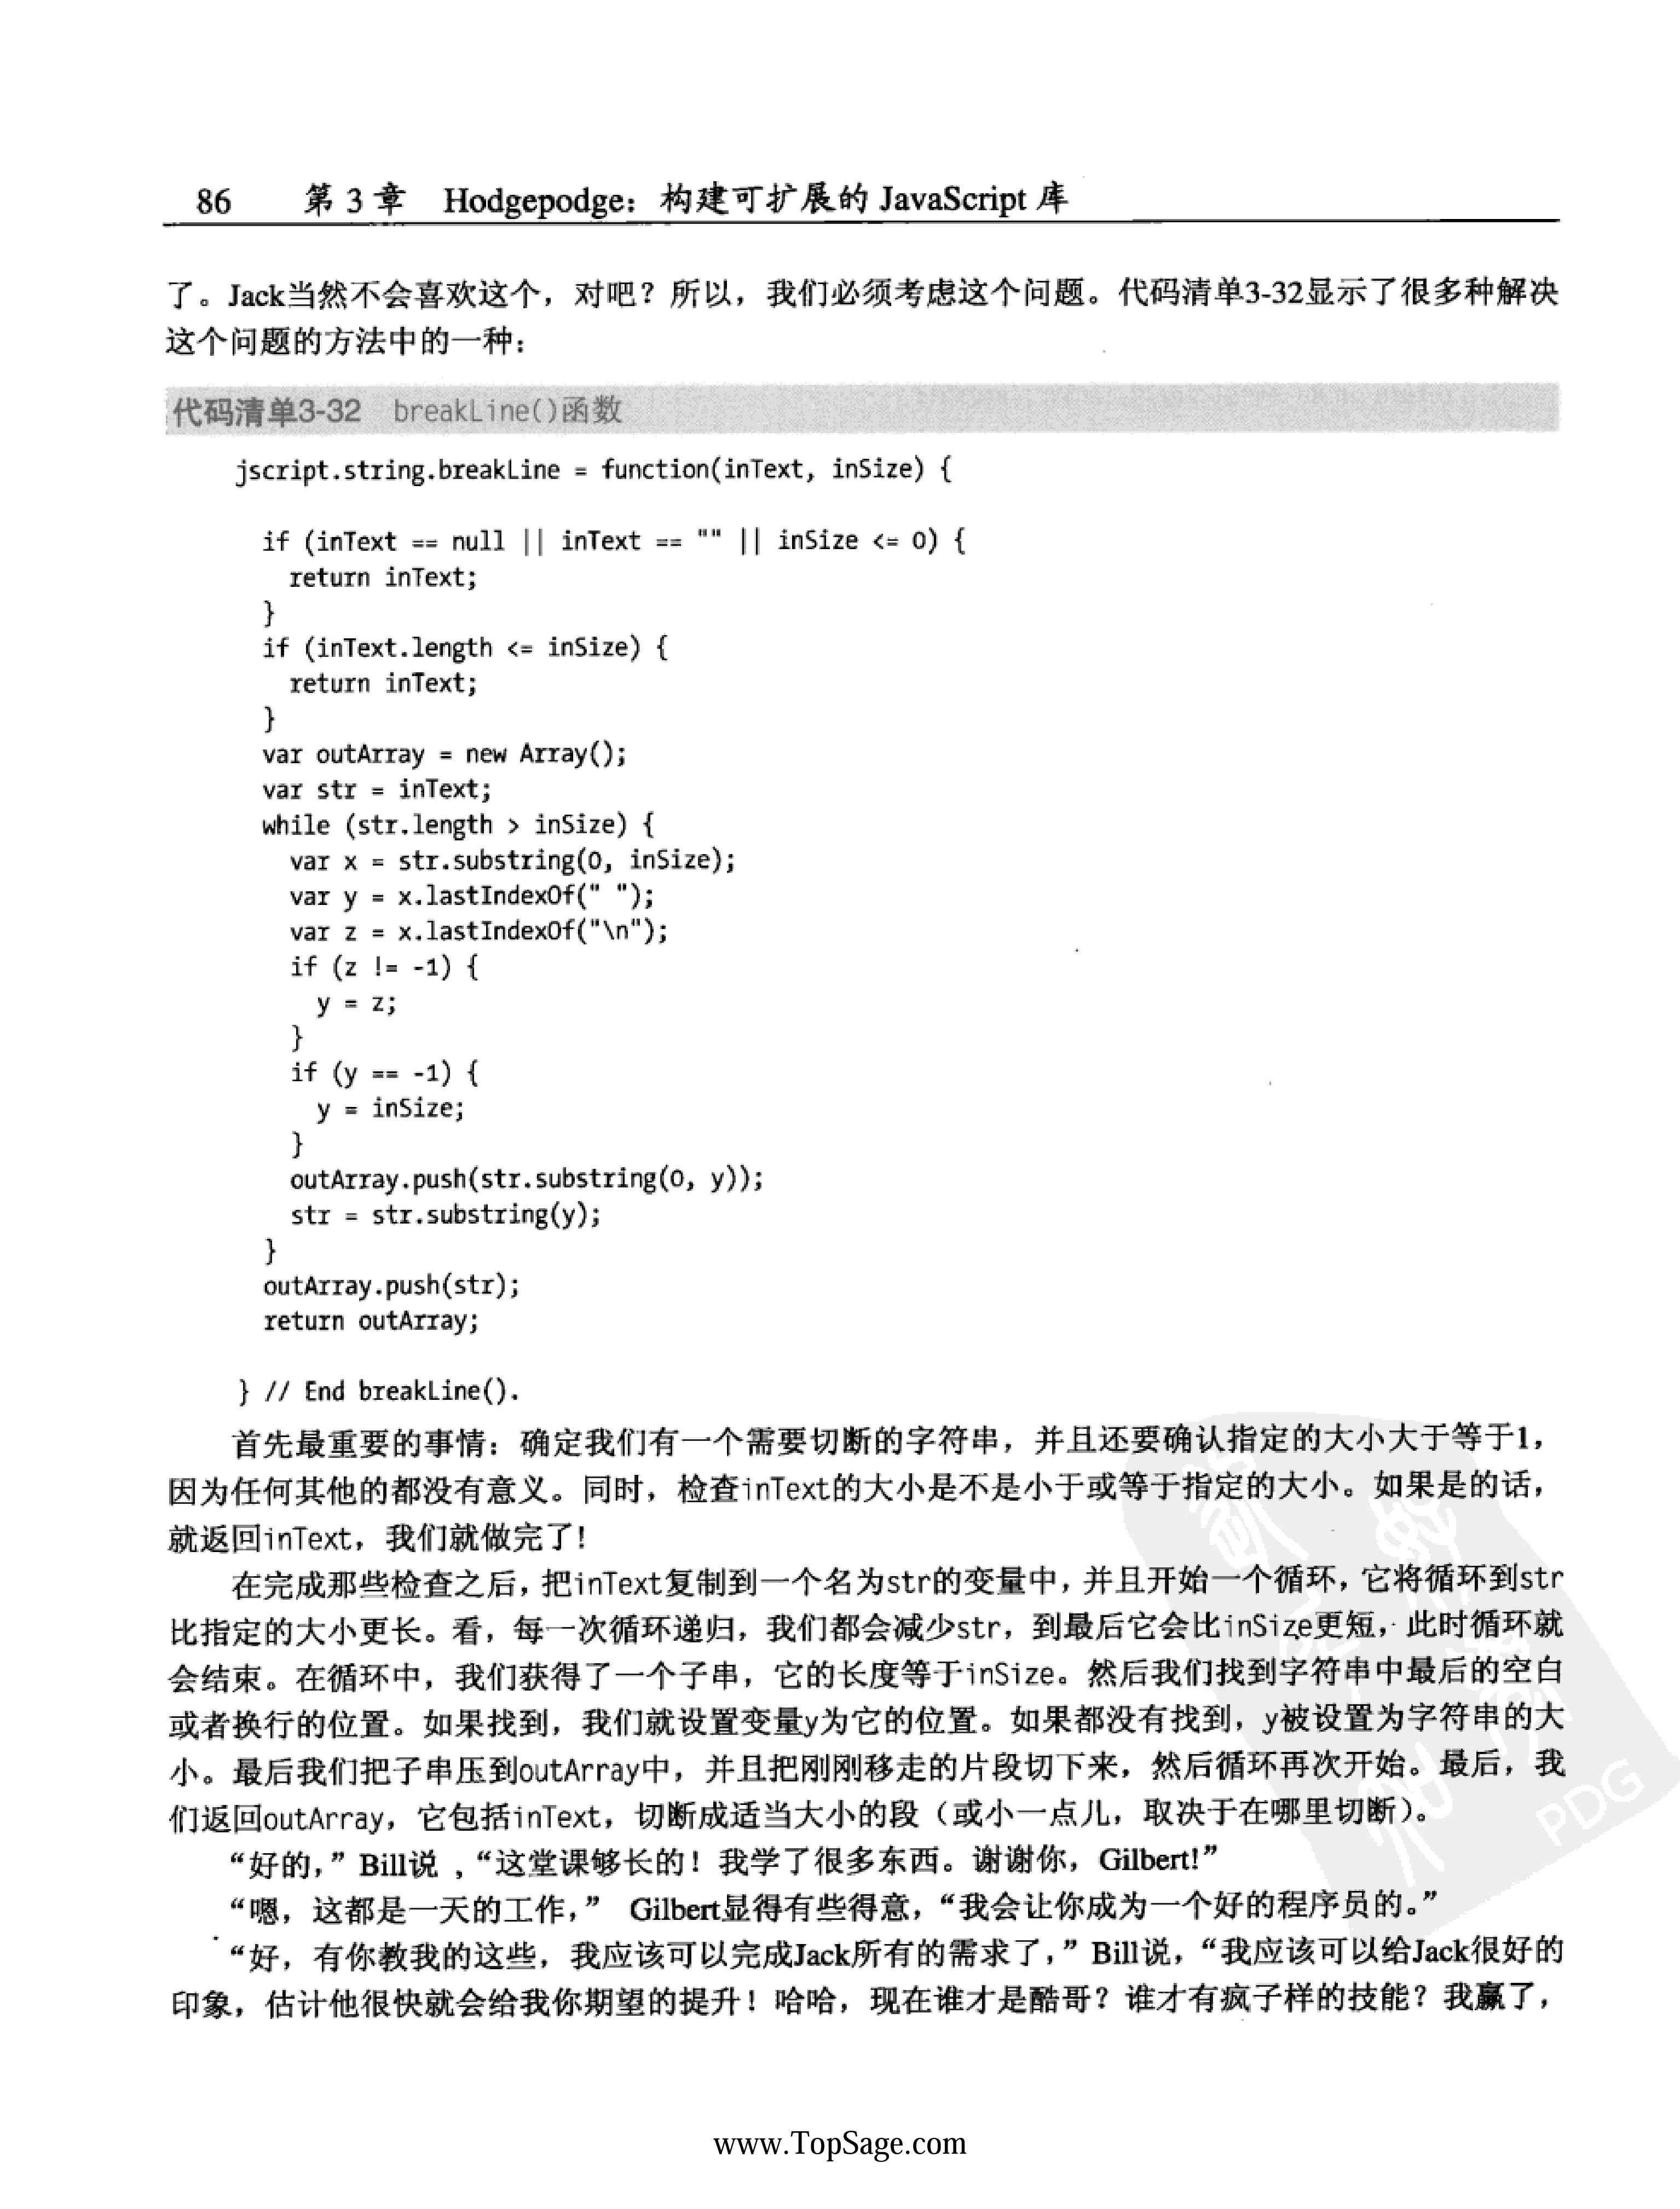 86 第 3 章 Hodgepodge：构建可扩展的 JavaScript 库
了。Jack当然不会喜欢这个，对吧？所以，我们必须考虑这个问题。代码清单3-32显示了很多种解决
这个问题的方法中的一种：
代码清单3-32 breakLine()函数
jscript.string.breakLine = function(inText, inSize) {
if (inText == null || inText == "" || inSize <= 0) {
return inText;
}
if (inText.length <= inSize) {
return inText;
}
var outArray = new Array();
var str = inText;
while (str.length > inSize) {
var x = str.substring(0, inSize);
var y = x.lastIndexOf(" ");
var z = x.lastIndexOf("\n");
if (z != -1) {
y = z;
}
if (y == -1) {
y = inSize;
}
outArray.push(str.substring(0, y));
str = str.substring(y);
}
outArray.push(str);
return outArray;
} // End breakLine().
首先最重要的事情：确定我们有一个需要切断的字符串，并且还要确认指定的大小大于等于1，
因为任何其他的都没有意义。同时，检查inText的大小是不是小于或等于指定的大小。如果是的话，
就返回inText，我们就做完了！
在完成那些检查之后，把inText复制到一个名为str的变量中，并且开始一个循环，它将循环到str
比指定的大小更长。看，每一次循环递归，我们都会减少str，到最后它会比inSize更短，此时循环就
会结束。在循环中，我们获得了一个子串，它的长度等于inSize。然后我们找到字符串中最后的空白
或者换行的位置。如果找到，我们就设置变量y为它的位置。如果都没有找到，y被设置为字符串的大
小。最后我们把子串压到outArray中，并且把刚刚移走的片段切下来，然后循环再次开始。最后，我
们返回outArray，它包括inText，切断成适当大小的段（或小一点儿，取决于在哪里切断）。
“好的，”Bill说，“这堂课够长的！我学了很多东西。谢谢你，Gilbert!”
“嗯，这都是一天的工作，” Gilbert显得有些得意，“我会让你成为一个好的程序员的。”
“好，有你教我的这些，我应该可以完成Jack所有的需求了，”Bill说，“我应该可以给Jack很好的
印象，估计他很快就会给我你期望的提升！哈哈，现在谁才是酷哥？谁才有疯子样的技能？我赢了，
PDG
www.TopSage.com